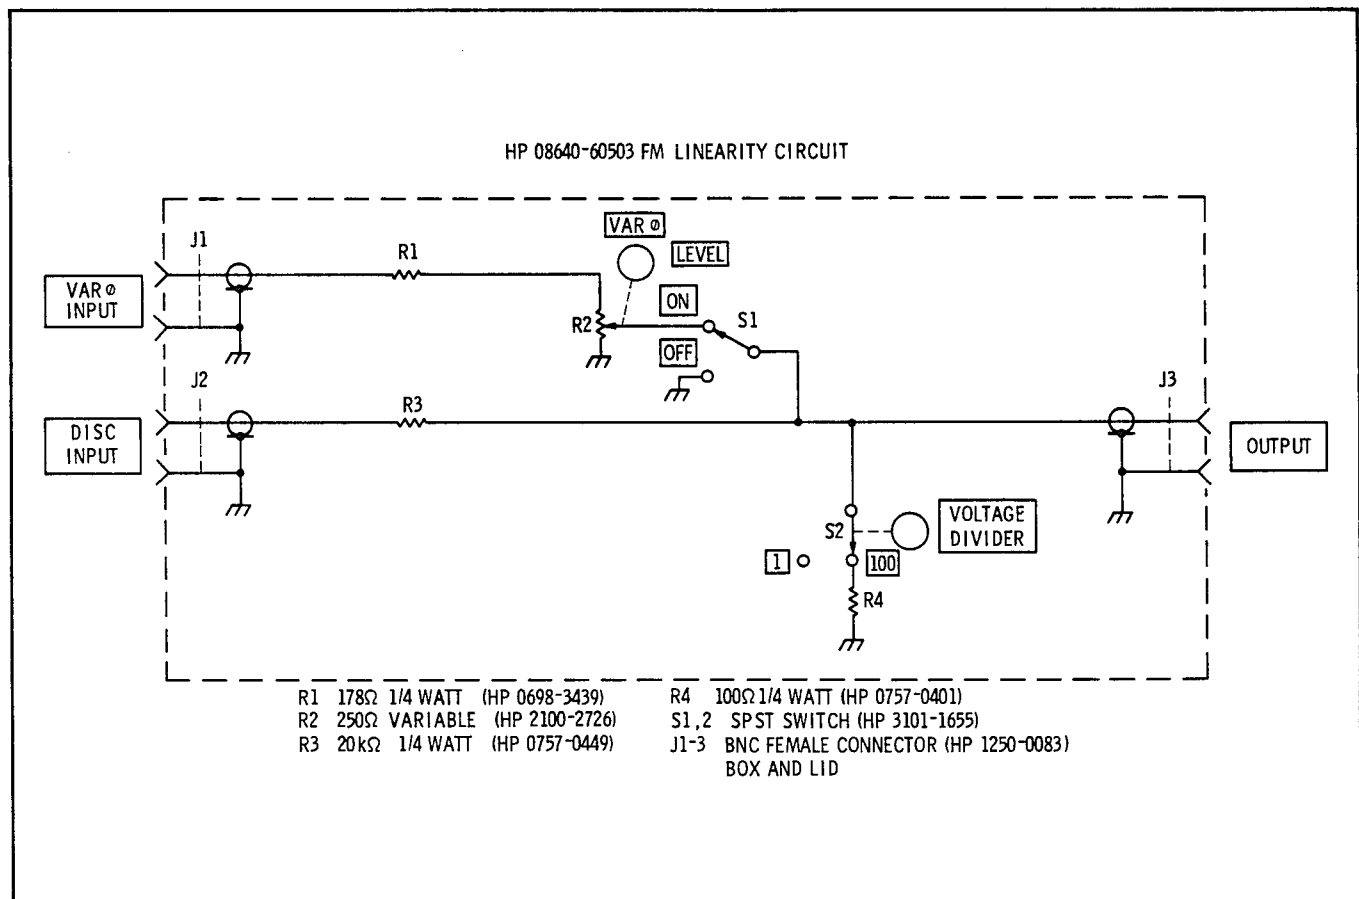 HP 08640-60503 FM LINEARITY CIRCUIT
VAR ø
LEVEL
J1
R1
VAR ø
INPUT
ON
S1
R2
OFF
J2
J3
R3
DISC
INPUT
OUTPUT
VOLTAGE
DIVIDER
S2
1
100
R4
R1 178Ω 1/4 WATT (HP 0698-3439)
R2 250Ω VARIABLE (HP 2100-2726)
R3 20kΩ 1/4 WATT (HP 0757-0449)
R4 100Ω 1/4 WATT (HP 0757-0401)
S1,2 SPST SWITCH (HP 3101-1655)
J1-3 BNC FEMALE CONNECTOR (HP 1250-0083)
BOX AND LID